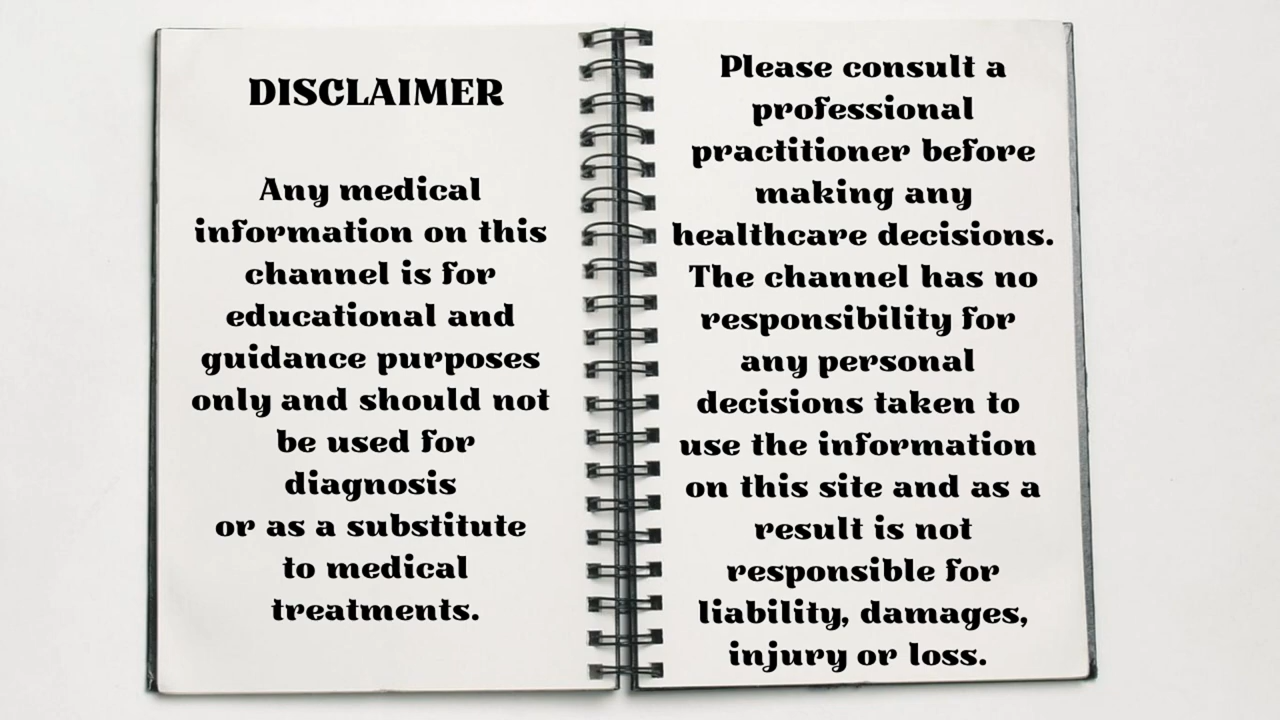 DISCLAIMER
Any medical
information on this
channel is for
educational and
guidance purposes
only and should not
be used for
diagnosis
or as a substitute
to medical
treatments.
Please consult a
professional
practitioner before
making any
healthcare decisions.
The channel has no
responsibility for
any personal
decisions taken to
use the information
on this site and as a
result is not
responsible for
liability, damages,
injury or loss.